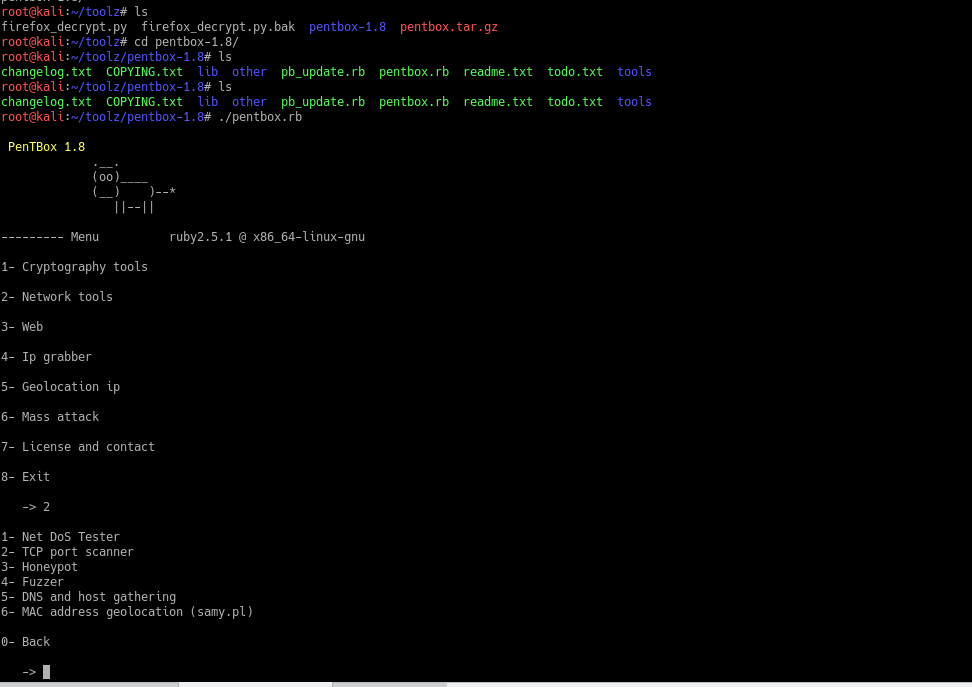 root@kali:~/toolz# ls
firefox_decrypt.py  firefox_decrypt.py.bak  pentbox-1.8  pentbox.tar.gz
root@kali:~/toolz# cd pentbox-1.8/
root@kali:~/toolz/pentbox-1.8# ls
changelog.txt  COPYING.txt  lib  other  pb_update.rb  pentbox.rb  readme.txt  todo.txt  tools
root@kali:~/toolz/pentbox-1.8# ls
changelog.txt  COPYING.txt  lib  other  pb_update.rb  pentbox.rb  readme.txt  todo.txt  tools
root@kali:~/toolz/pentbox-1.8# ./pentbox.rb
PenTBox 1.8
.__.
(oo)____
(__)    )--*
||--||
--------- Menu          ruby2.5.1 @ x86_64-linux-gnu
1- Cryptography tools
2- Network tools
3- Web
4- Ip grabber
5- Geolocation ip
6- Mass attack
7- License and contact
8- Exit
-> 2
1- Net DoS Tester
2- TCP port scanner
3- Honeypot
4- Fuzzer
5- DNS and host gathering
6- MAC address geolocation (samy.pl)
0- Back
->